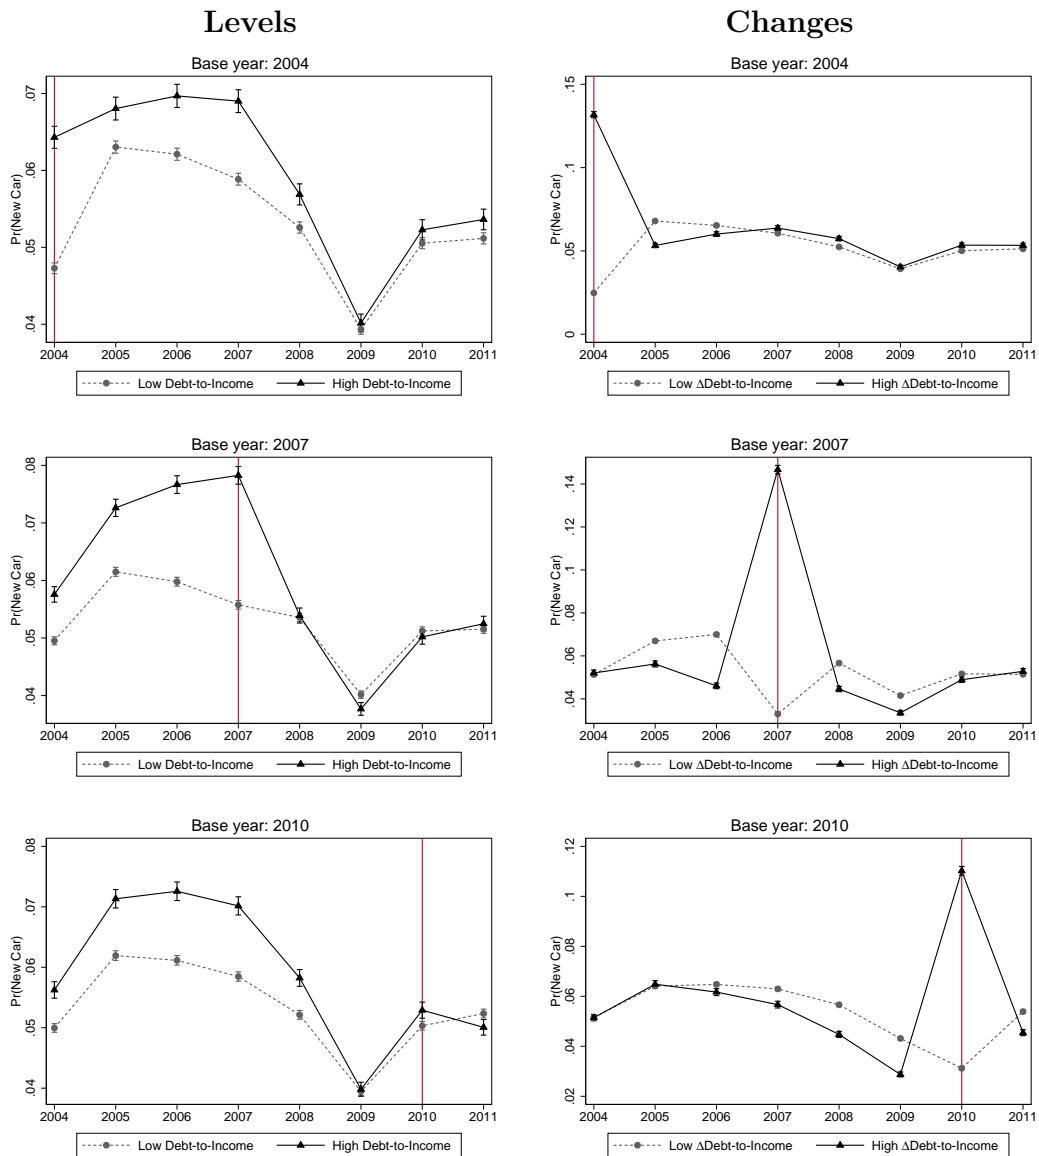 Levels
Changes
Base year: 2004
Pr(New Car)
.07
.06
.05
.04
2004 2005 2006 2007 2008 2009 2010 2011
Low Debt-to-Income High Debt-to-Income
Base year: 2004
Pr(New Car)
.15
.1
.05
0
2004 2005 2006 2007 2008 2009 2010 2011
Low ΔDebt-to-Income High ΔDebt-to-Income
Base year: 2007
Pr(New Car)
.08
.07
.06
.05
.04
2004 2005 2006 2007 2008 2009 2010 2011
Low Debt-to-Income High Debt-to-Income
Base year: 2007
Pr(New Car)
.14
.12
.1
.08
.06
.04
2004 2005 2006 2007 2008 2009 2010 2011
Low ΔDebt-to-Income High ΔDebt-to-Income
Base year: 2010
Pr(New Car)
.08
.07
.06
.05
.04
2004 2005 2006 2007 2008 2009 2010 2011
Low Debt-to-Income High Debt-to-Income
Base year: 2010
Pr(New Car)
.12
.1
.08
.06
.04
.02
2004 2005 2006 2007 2008 2009 2010 2011
Low ΔDebt-to-Income High ΔDebt-to-Income